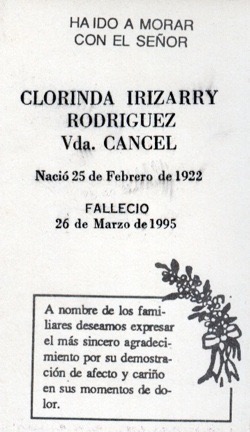 HA IDO A MORAR
CON EL SEÑOR
CLORINDA IRIZARRY
RODRIGUEZ
Vda. CANCEL
Nació 25 de Febrero de 1922
FALLECIO
26 de Marzo de 1995
A nombre de los fami-
liares deseamos expresar
el más sincero agradeci-
miento por su demostra-
ción de afecto y cariño
en sus momentos de do-
lor.